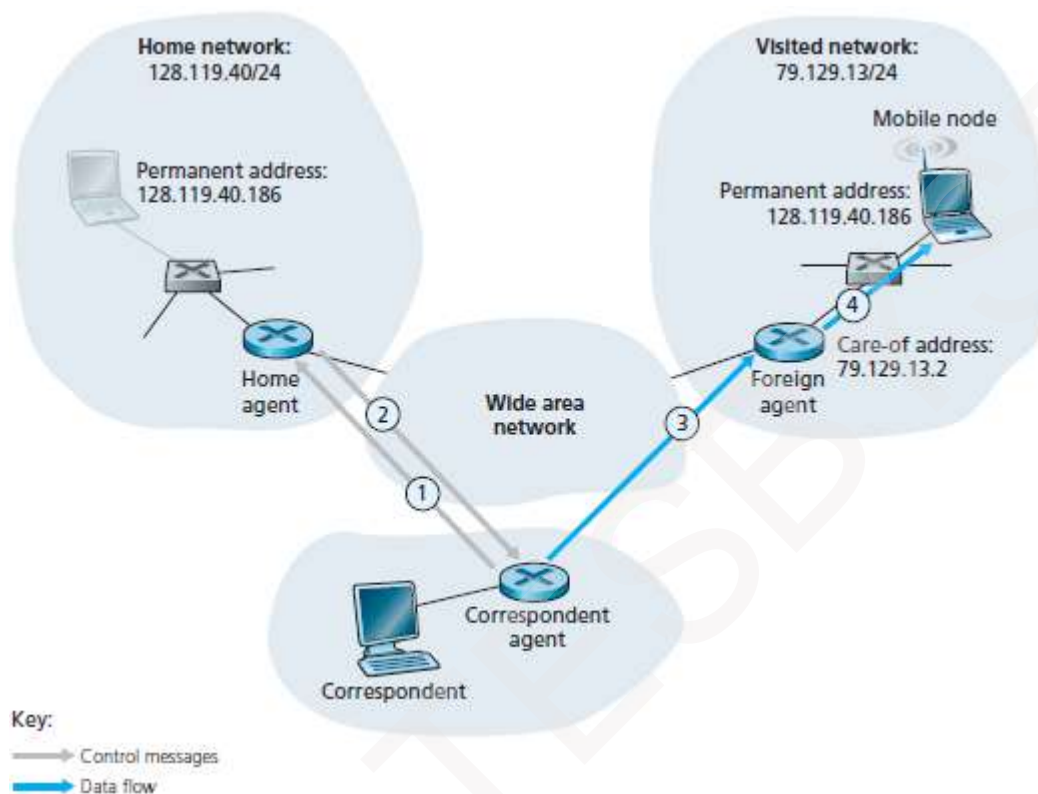 Home network:
128.119.40/24
Visited network:
79.129.13/24
Mobile node
Permanent address:
128.119.40.186
Permanent address:
128.119.40.186
4
Home
agent
Wide area
network
Foreign
agent
Care-of address:
79.129.13.2
2
3
1
Correspondent
agent
Correspondent
Key:
Control messages
Data flow